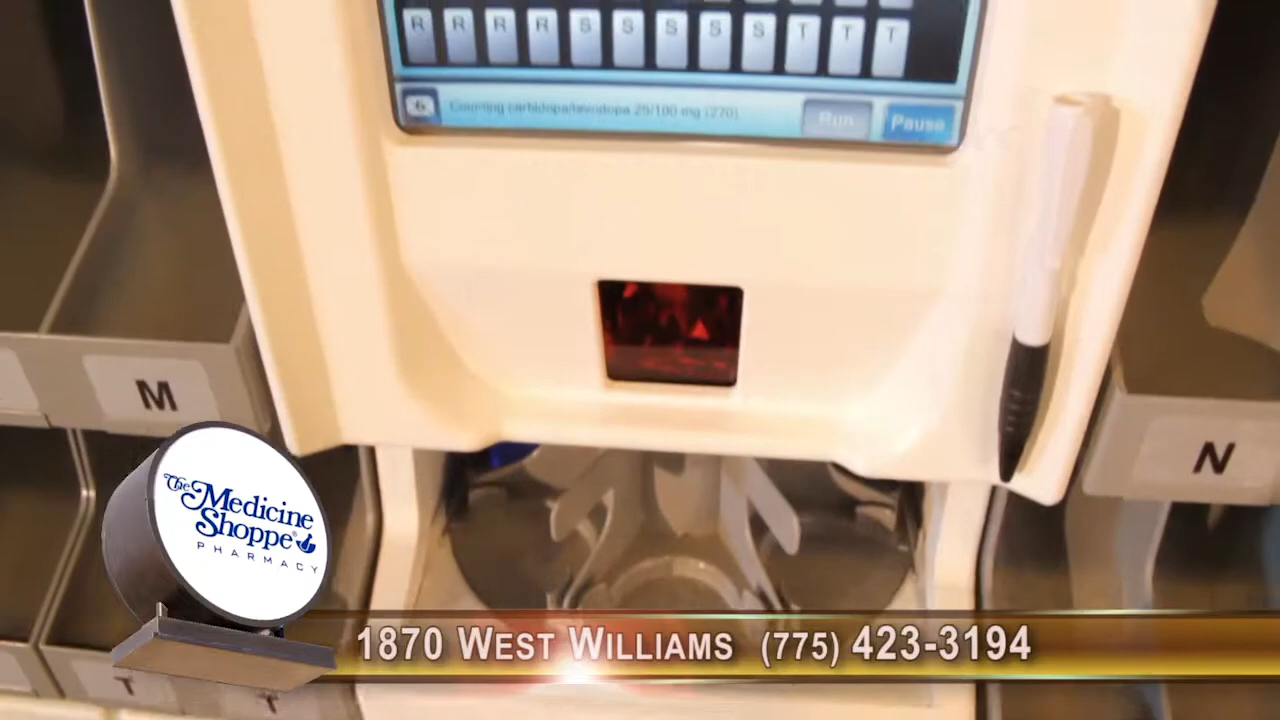 R R R R S S S S S T T T
6
Counting carbidopa/levodopa 25/100 mg (270)
Run
Pause
M
N
The Medicine Shoppe®
PHARMACY
1870 WEST WILLIAMS (775) 423-3194
T
T